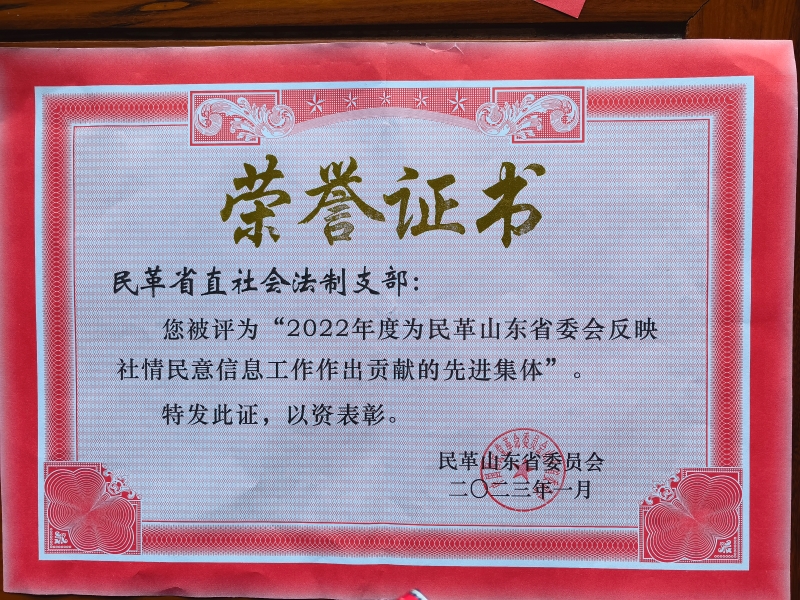 荣誉证书
民革省直社会法制支部：
您被评为“2022年度为民革山东省委会反映
社情民意信息工作作出贡献的先进集体”。
特发此证，以资表彰。
民革山东省委员会
二〇二三年一月